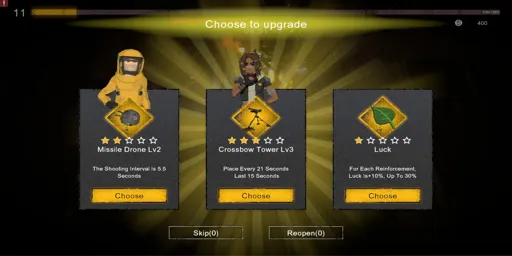 11
Choose to upgrade
400
Missile Drone Lv2
The Shooting Interval is 5.5
Seconds
Choose
Crossbow Tower Lv3
Place Every 21 Seconds
Last 15 Seconds
Choose
Luck
For Each Reinforcement,
Luck is+10%, Up To 30%
Choose
Skip(0)
Reopen(0)